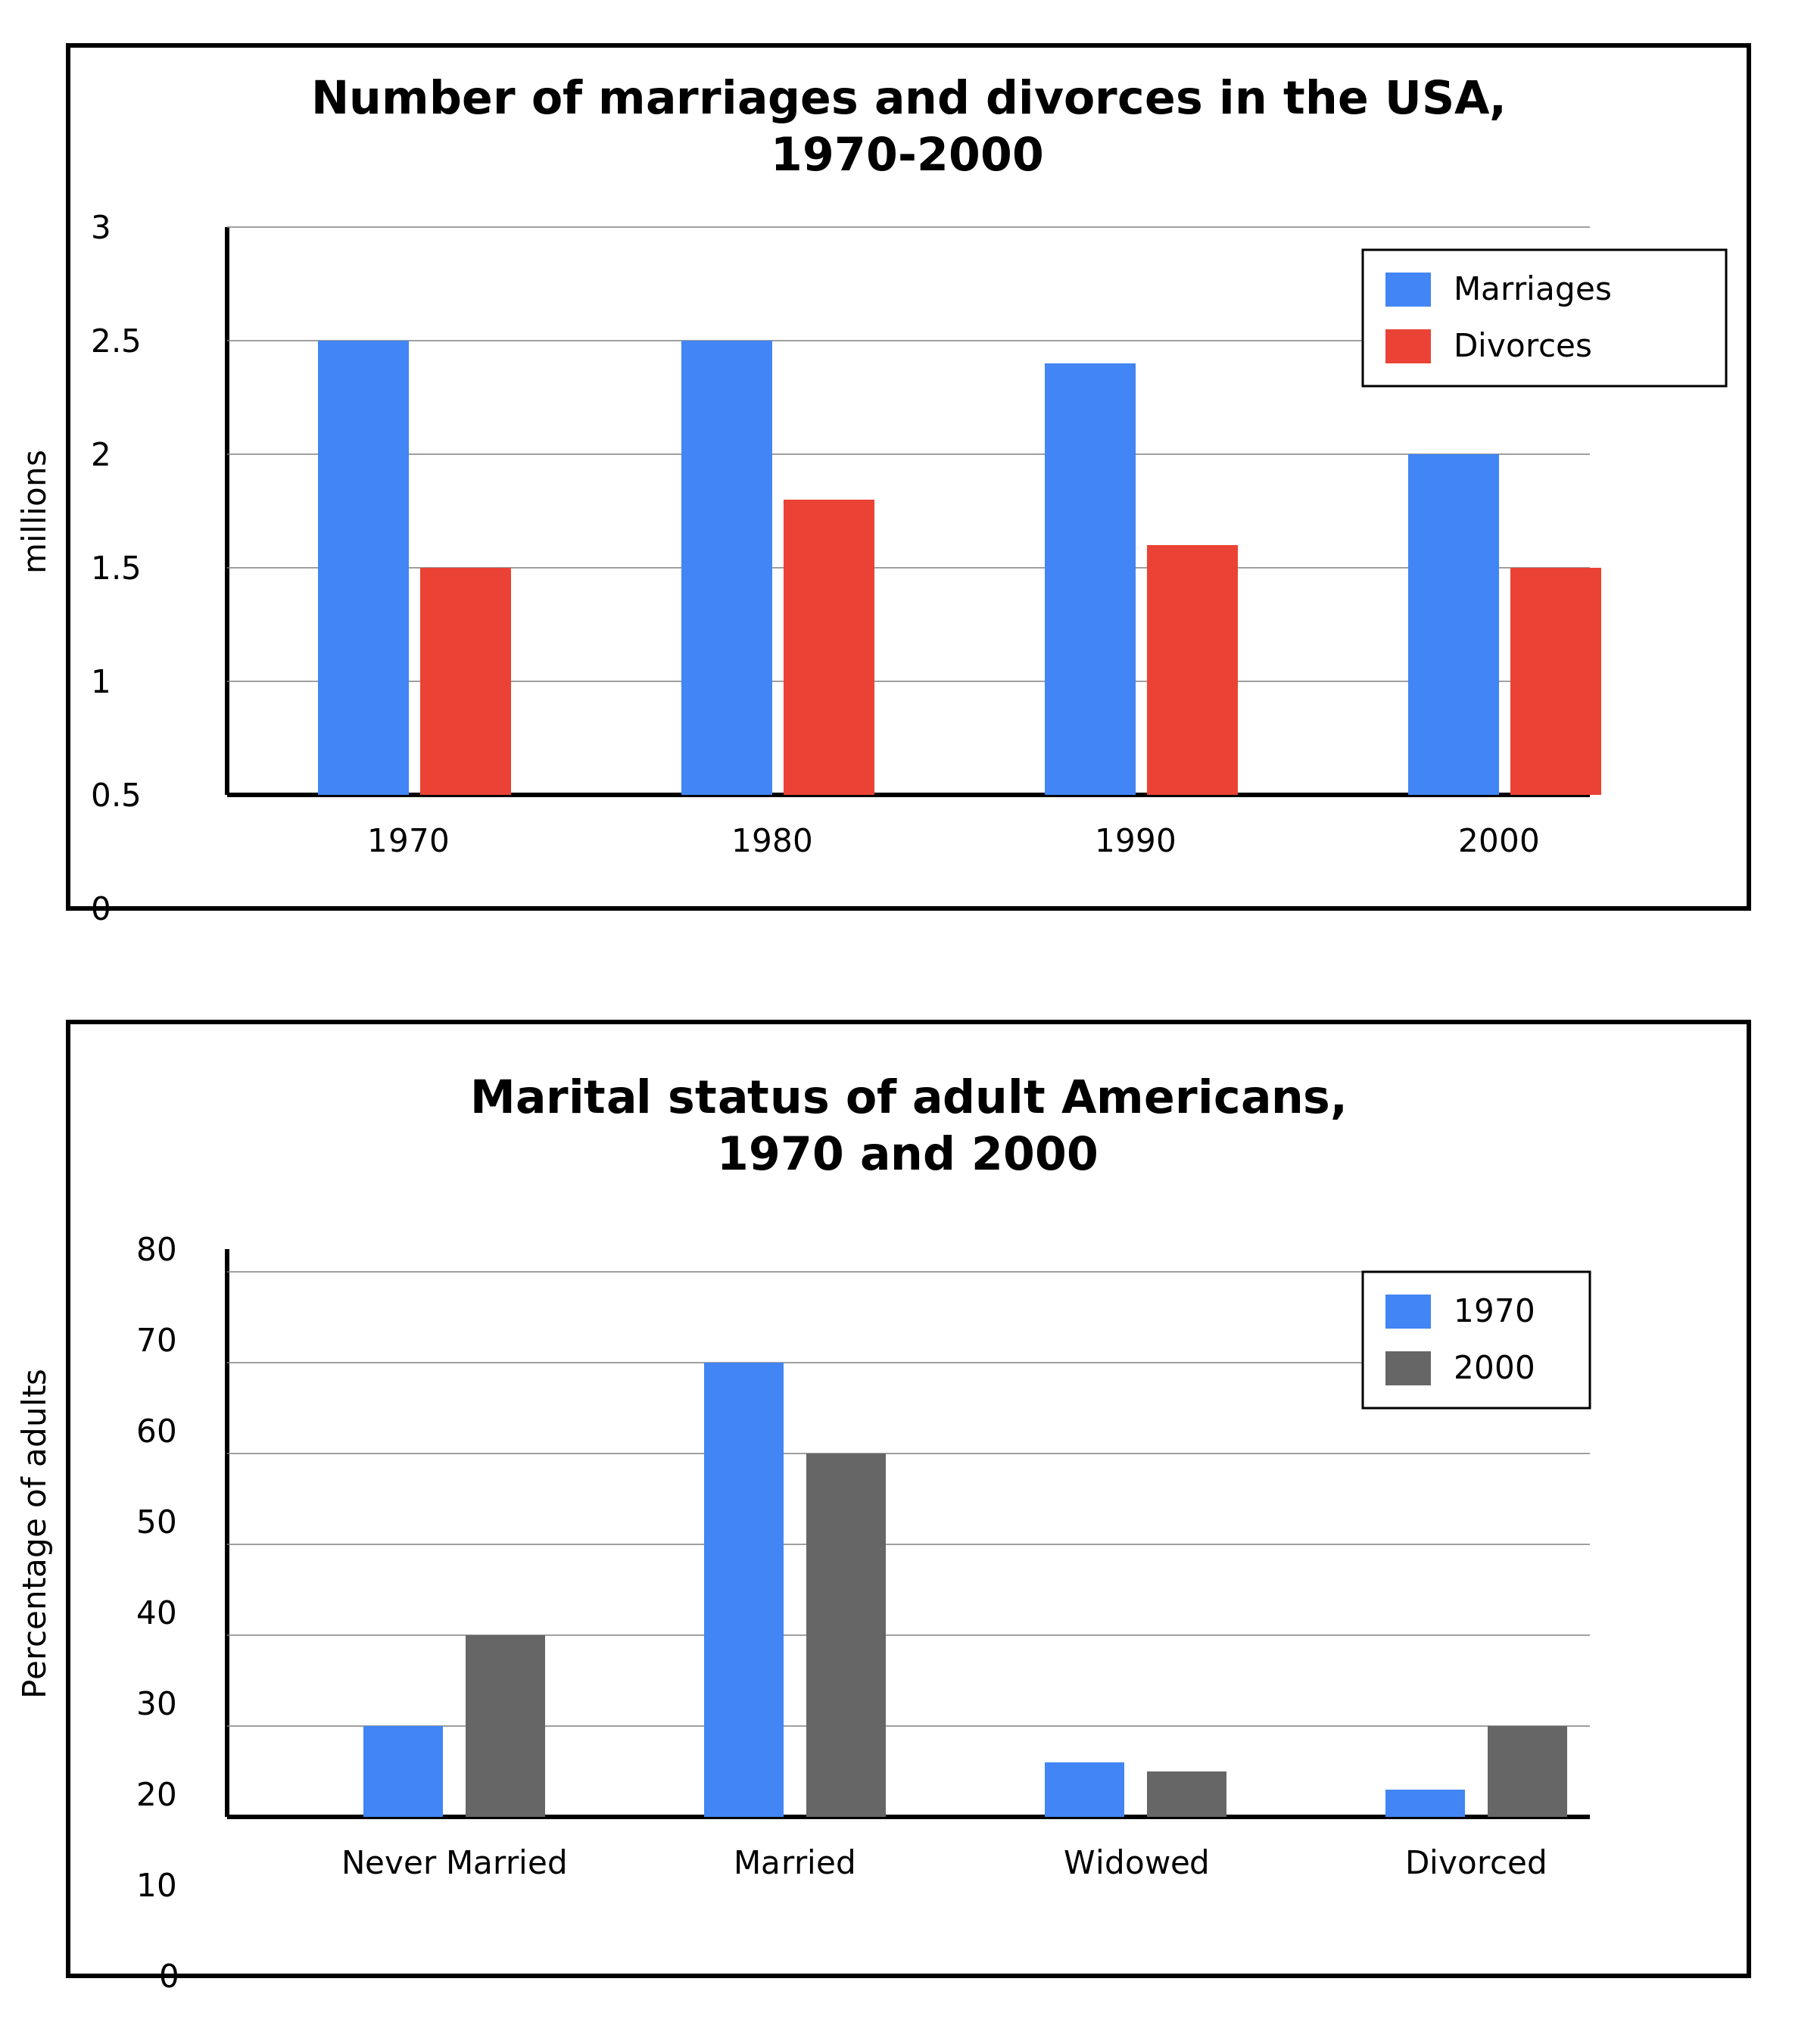 Number of marriages and divorces in the USA,
1970-2000
3
2.5
2
1.5
1
0.5
0
millions
Marriages
Divorces
1970
1980
1990
2000
Marital status of adult Americans,
1970 and 2000
80
70
60
50
40
30
20
10
0
Percentage of adults
1970
2000
Never Married
Married
Widowed
Divorced